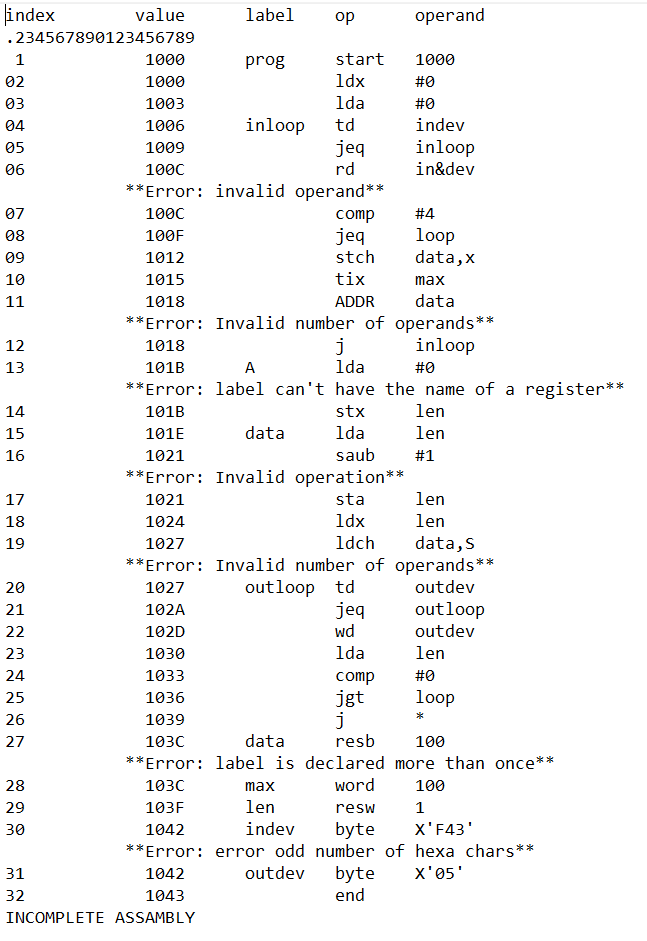 index value label op operand
.234567890123456789
1 1000 prog start 1000
02 1000 ldx #0
03 1003 lda #0
04 1006 inloop td indev
05 1009 jeq inloop
06 100C rd in&dev
**Error: invalid operand**
07 100C comp #4
08 100F jeq loop
09 1012 stch data,x
10 1015 tix max
11 1018 ADDR data
**Error: Invalid number of operands**
12 1018 j inloop
13 101B A lda #0
**Error: label can't have the name of a register**
14 101B stx len
15 101E data lda len
16 1021 saub #1
**Error: Invalid operation**
17 1021 sta len
18 1024 ldx len
19 1027 ldch data,S
**Error: Invalid number of operands**
20 1027 outloop td outdev
21 102A jeq outloop
22 102D wd outdev
23 1030 lda len
24 1033 comp #0
25 1036 jgt loop
26 1039 j *
27 103C data resb 100
**Error: label is declared more than once**
28 103C max word 100
29 103F len resw 1
30 1042 indev byte X'F43'
**Error: error odd number of hexa chars**
31 1042 outdev byte X'05'
32 1043 end
INCOMPLETE ASSAMBLY